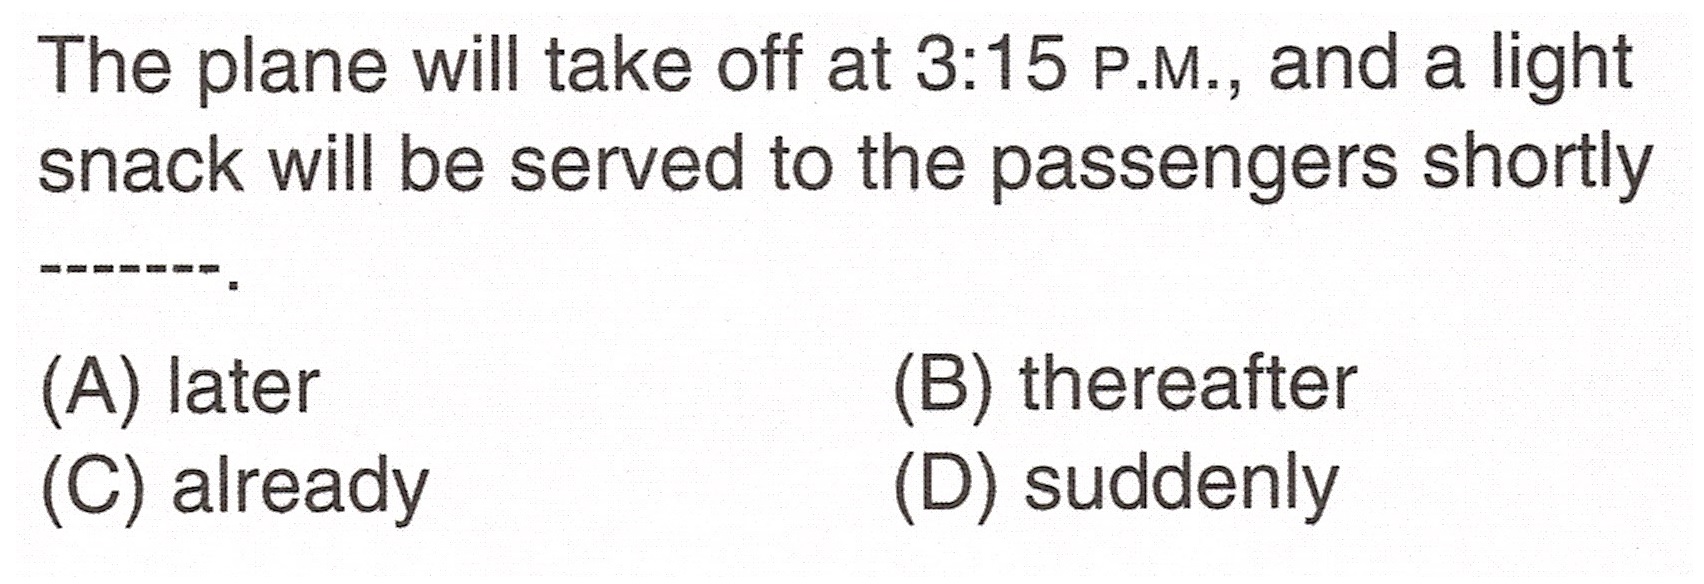 The plane will take off at 3:15 P.M., and a light
snack will be served to the passengers shortly
-------.
(A) later (B) thereafter
(C) already (D) suddenly